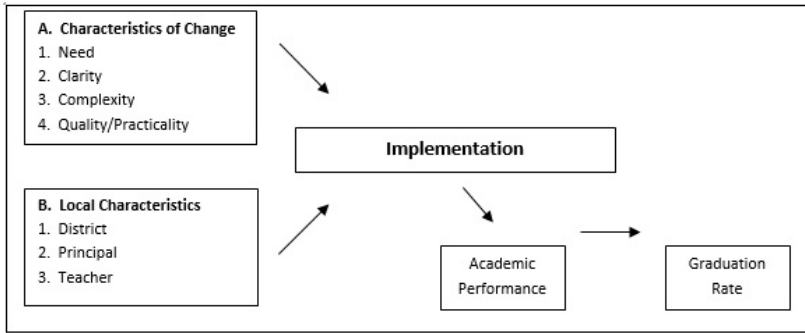 A. Characteristics of Change
1. Need
2. Clarity
3. Complexity
4. Quality/Practicality
Implementation
B. Local Characteristics
1. District
2. Principal
3. Teacher
Academic
Performance
Graduation
Rate